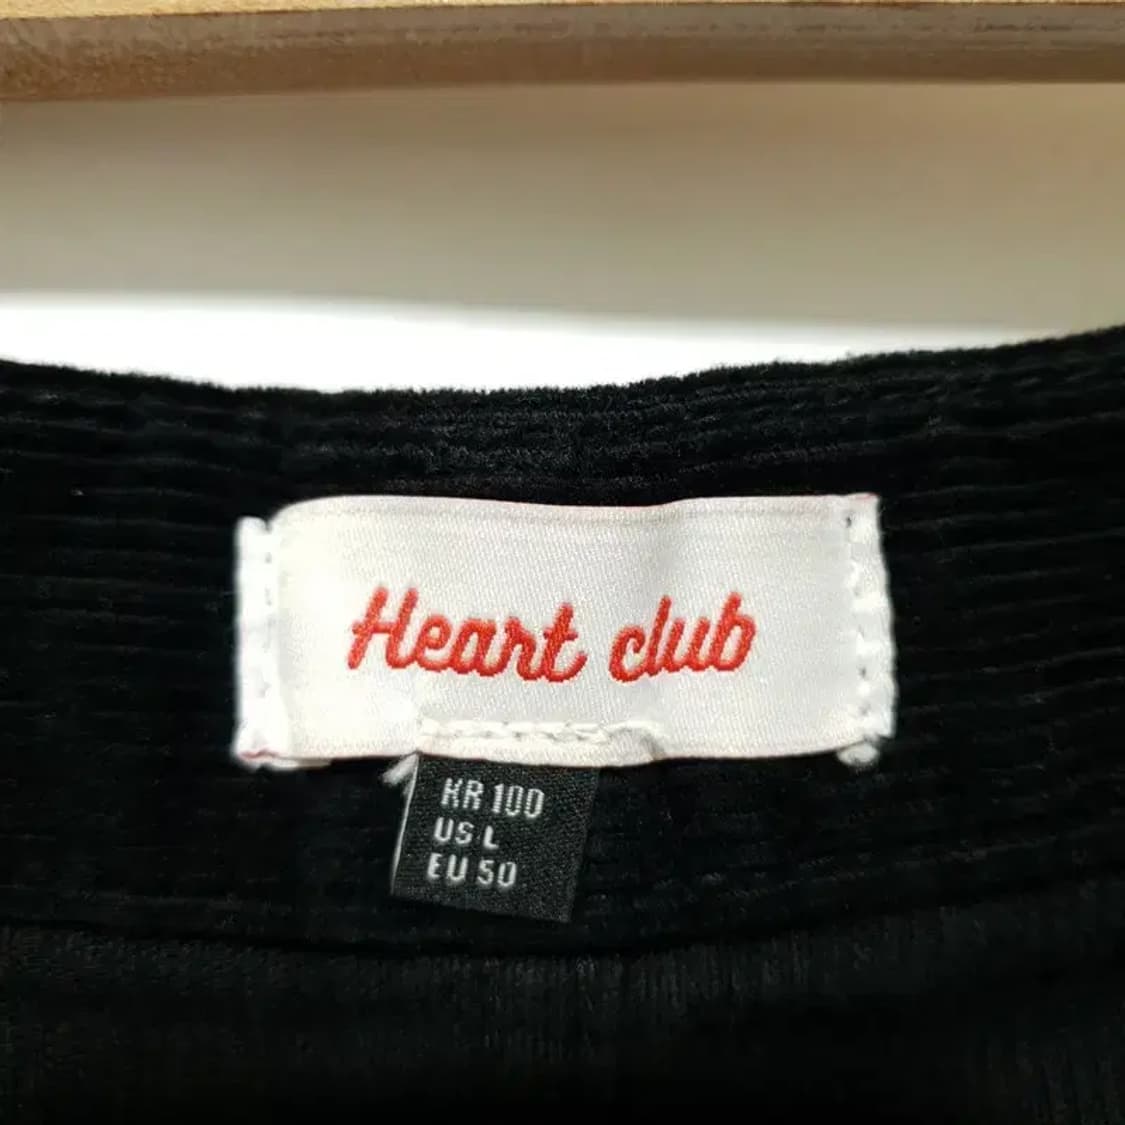 Heart club
KR 100
US L
EU 50